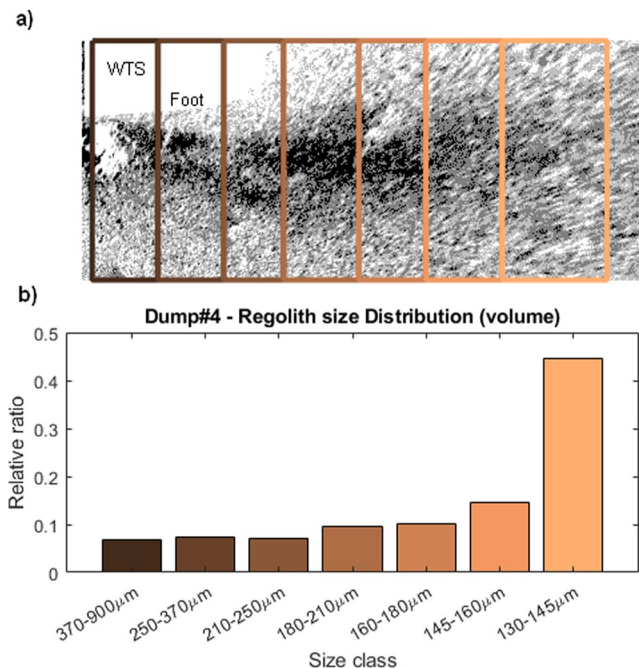 a)
WTS
Foot
b)
Dump#4 - Regolith size Distribution (volume)
0.5
0.4
0.3
0.2
0.1
0
Relative ratio
370-900μm
250-370μm
210-250μm
180-210μm
160-180μm
145-160μm
130-145μm
Size class